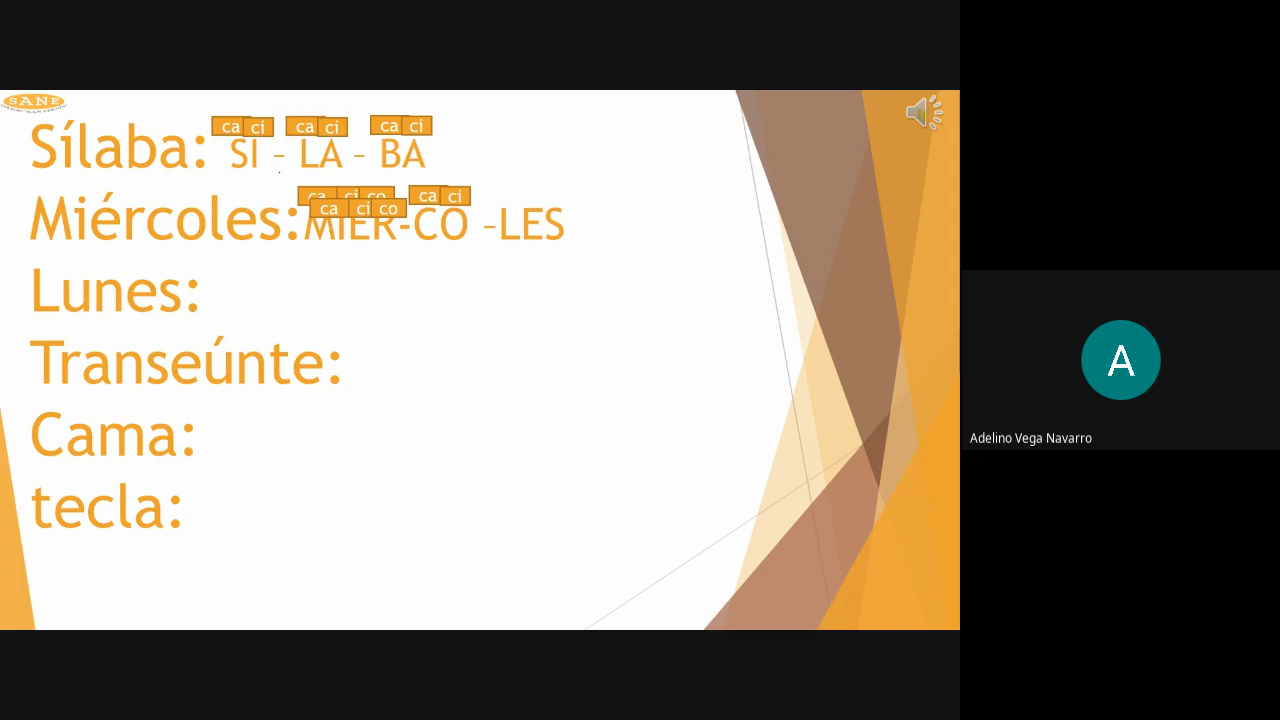 SANE
ca ci ca ci ca ci
Sílaba: SI - LA - BA
ca ci co ca ci
ca ci co
Miércoles: MIER-CO -LES
Lunes:
Transeúnte:
Cama:
tecla:
A
Adelino Vega Navarro